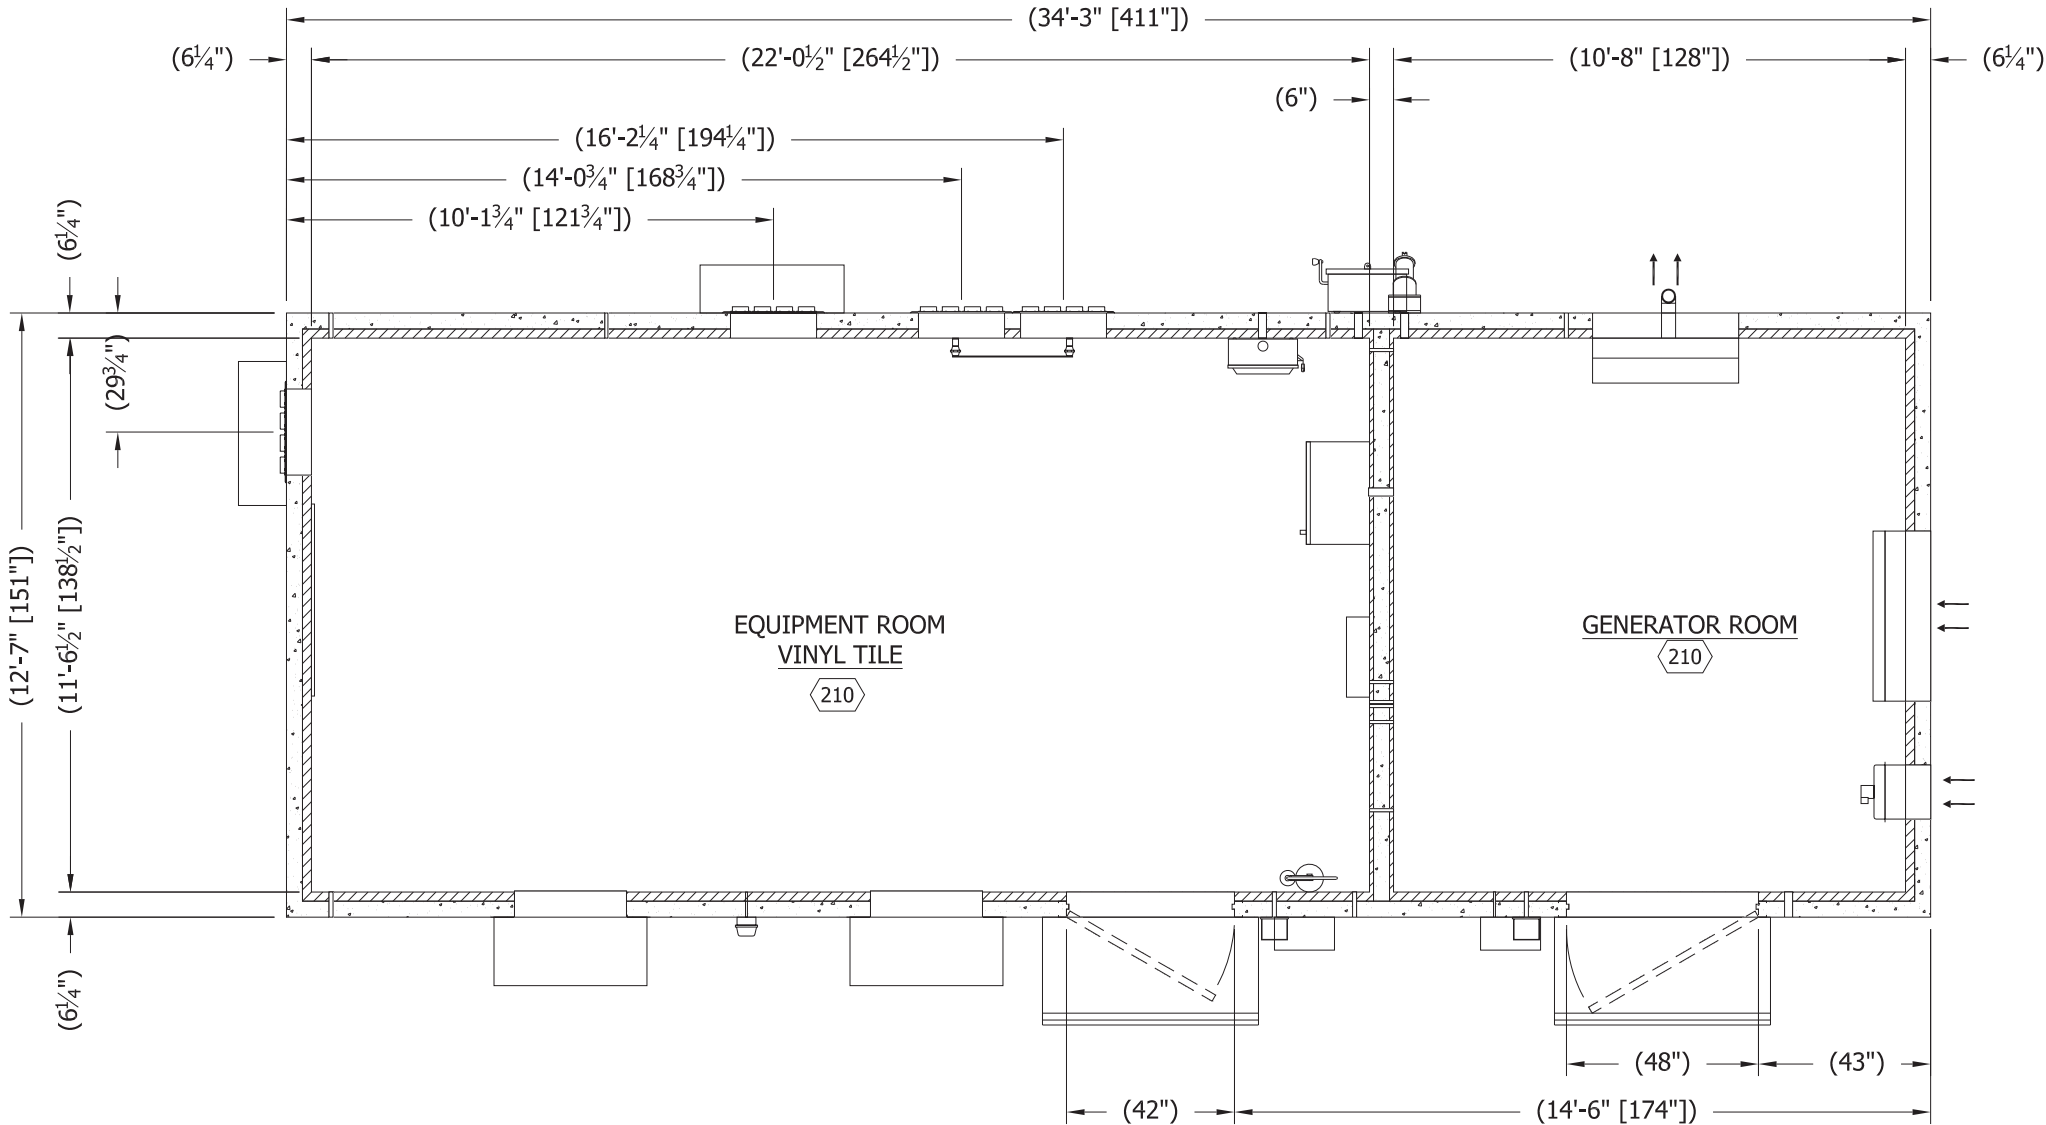 (34'-3" [411"])
(6¼") (22'-0½" [264½"]) (10'-8" [128"]) (6¼")
(6")
(16'-2¼" [194¼"])
(14'-0¾" [168¾"])
(10'-1¾" [121¾"])
(6¼")
(29¾")
(12'-7" [151"])
(11'-6½" [138½"])
(6¼")
EQUIPMENT ROOM
VINYL TILE
210
GENERATOR ROOM
210
(48") (43")
(42") (14'-6" [174"])